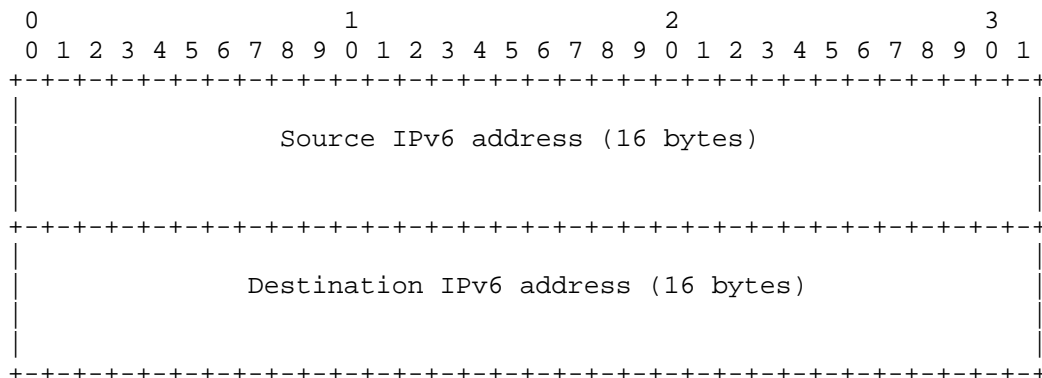 0                   1                   2                   3
0 1 2 3 4 5 6 7 8 9 0 1 2 3 4 5 6 7 8 9 0 1 2 3 4 5 6 7 8 9 0 1
+-+-+-+-+-+-+-+-+-+-+-+-+-+-+-+-+-+-+-+-+-+-+-+-+-+-+-+-+-+-+-+-+
|                                                               |
|               Source IPv6 address (16 bytes)                  |
|                                                               |
|                                                               |
+-+-+-+-+-+-+-+-+-+-+-+-+-+-+-+-+-+-+-+-+-+-+-+-+-+-+-+-+-+-+-+-+
|                                                               |
|             Destination IPv6 address (16 bytes)               |
|                                                               |
|                                                               |
+-+-+-+-+-+-+-+-+-+-+-+-+-+-+-+-+-+-+-+-+-+-+-+-+-+-+-+-+-+-+-+-+